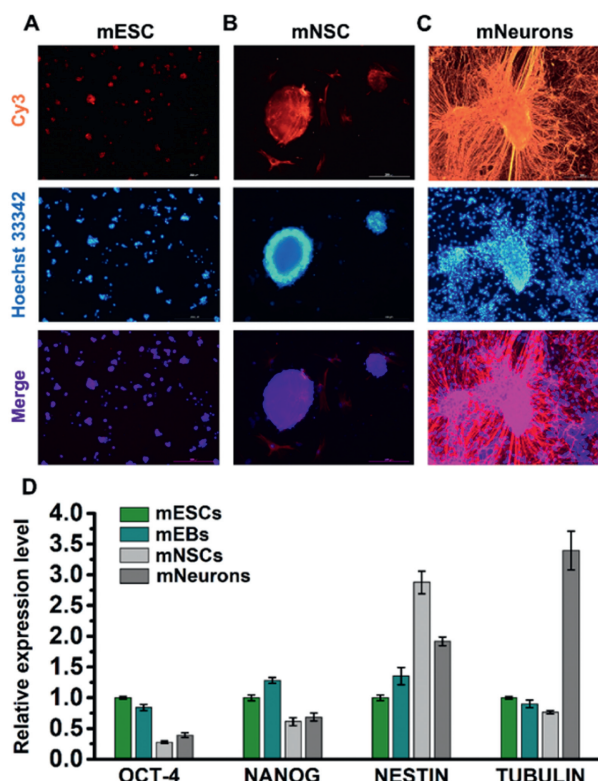 A mESC B mNSC C mNeurons
Cy3
Hoechst 33342
Merge
D
Relative expression level
4.0
3.5
3.0
2.5
2.0
1.5
1.0
0.5
0.0
mESCs
mEBs
mNSCs
mNeurons
OCT-4 NANOG NESTIN TUBULIN